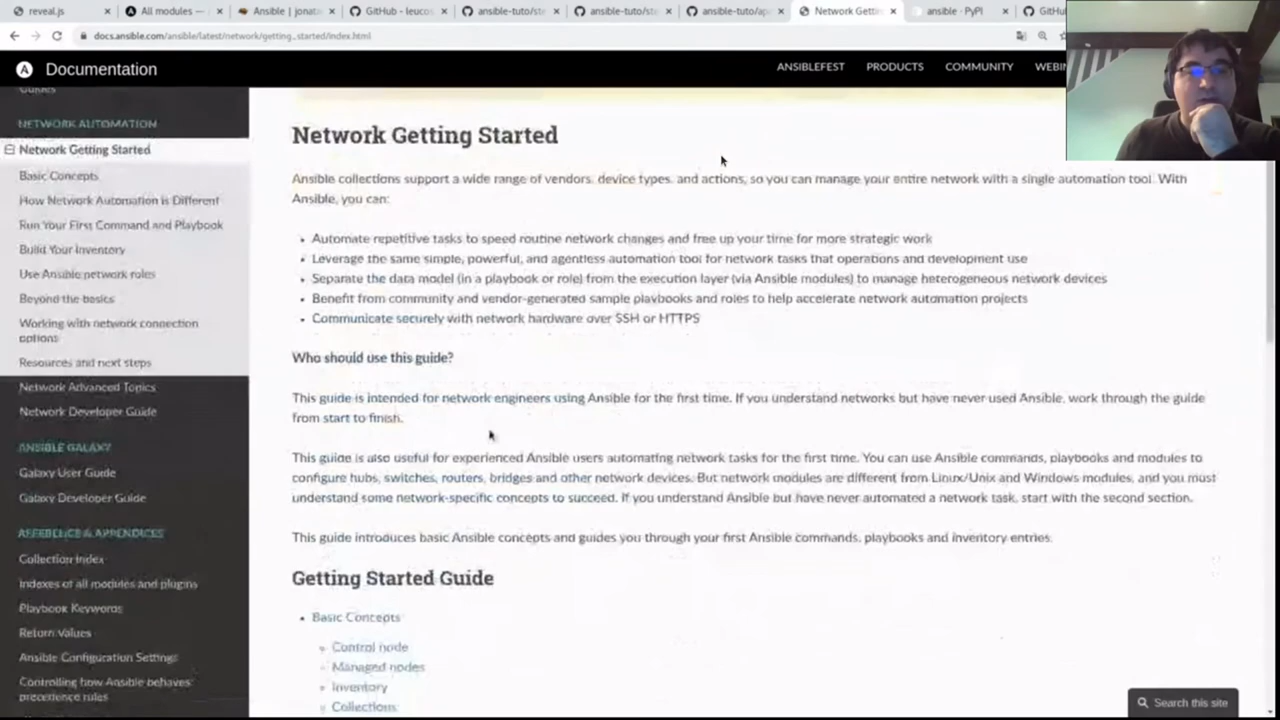 reveal.js
All modules —
Ansible | jonat
GitHub - leucos
ansible-tuto/ste
ansible-tuto/ste
ansible-tuto/ap
Network Gettin
ansible · PyPI
GitHu
docs.ansible.com/ansible/latest/network/getting_started/index.html
Documentation
ANSIBLEFEST
PRODUCTS
COMMUNITY
WEBIN
Guides
NETWORK AUTOMATION
Network Getting Started
Basic Concepts
How Network Automation is Different
Run Your First Command and Playbook
Build Your Inventory
Use Ansible network roles
Beyond the basics
Working with network connection
options
Resources and next steps
Network Advanced Topics
Network Developer Guide
ANSIBLE GALAXY
Galaxy User Guide
Galaxy Developer Guide
REFERENCE & APPENDICES
Collection Index
Indexes of all modules and plugins
Playbook Keywords
Return Values
Ansible Configuration Settings
Controlling how Ansible behaves:
precedence rules
Network Getting Started
Ansible collections support a wide range of vendors, device types, and actions, so you can manage your entire network with a single automation tool. With
Ansible, you can:
• Automate repetitive tasks to speed routine network changes and free up your time for more strategic work
• Leverage the same simple, powerful, and agentless automation tool for network tasks that operations and development use
• Separate the data model (in a playbook or role) from the execution layer (via Ansible modules) to manage heterogeneous network devices
• Benefit from community and vendor-generated sample playbooks and roles to help accelerate network automation projects
• Communicate securely with network hardware over SSH or HTTPS
Who should use this guide?
This guide is intended for network engineers using Ansible for the first time. If you understand networks but have never used Ansible, work through the guide
from start to finish.
This guide is also useful for experienced Ansible users automating network tasks for the first time. You can use Ansible commands, playbooks and modules to
configure hubs, switches, routers, bridges and other network devices. But network modules are different from Linux/Unix and Windows modules, and you must
understand some network-specific concepts to succeed. If you understand Ansible but have never automated a network task, start with the second section.
This guide introduces basic Ansible concepts and guides you through your first Ansible commands, playbooks and inventory entries.
Getting Started Guide
• Basic Concepts
Control node
Managed nodes
Inventory
Collections
Search this site